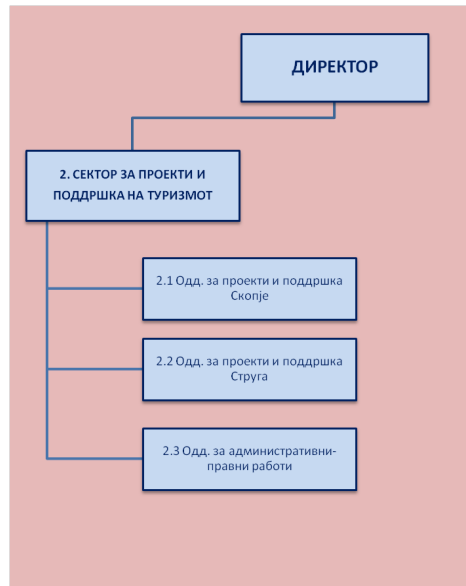 ДИРЕКТОР
2. СЕКТОР ЗА ПРОЕКТИ И
ПОДДРШКА НА ТУРИЗМОТ
2.1 Одд. за проекти и поддршка
Скопје
2.2 Одд. за проекти и поддршка
Струга
2.3 Одд. за административни-
правни работи